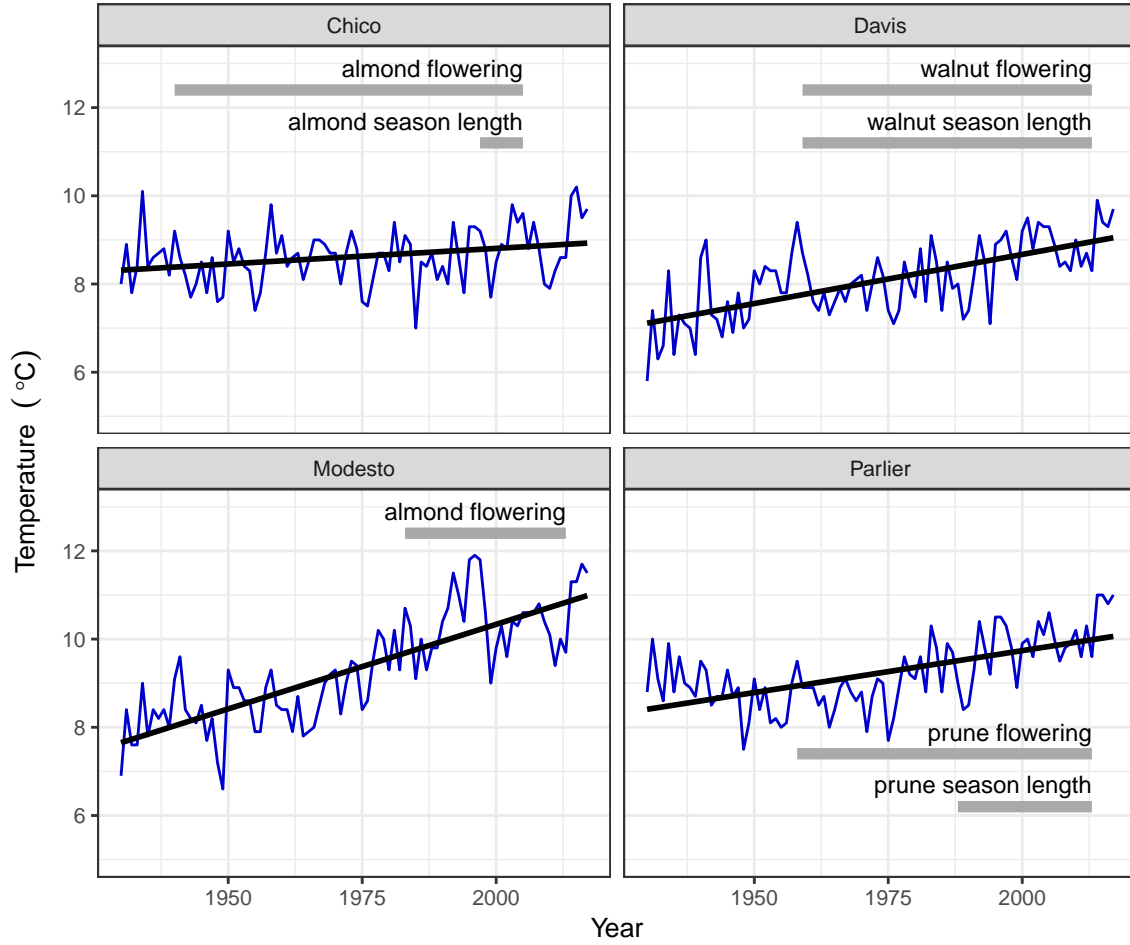 Chico
Davis
almond flowering
almond season length
walnut flowering
walnut season length
12
10
8
6
Modesto
Parlier
almond flowering
prune flowering
prune season length
12
10
8
6
1950
1975
2000
1950
1975
2000
Temperature (°C)
Year